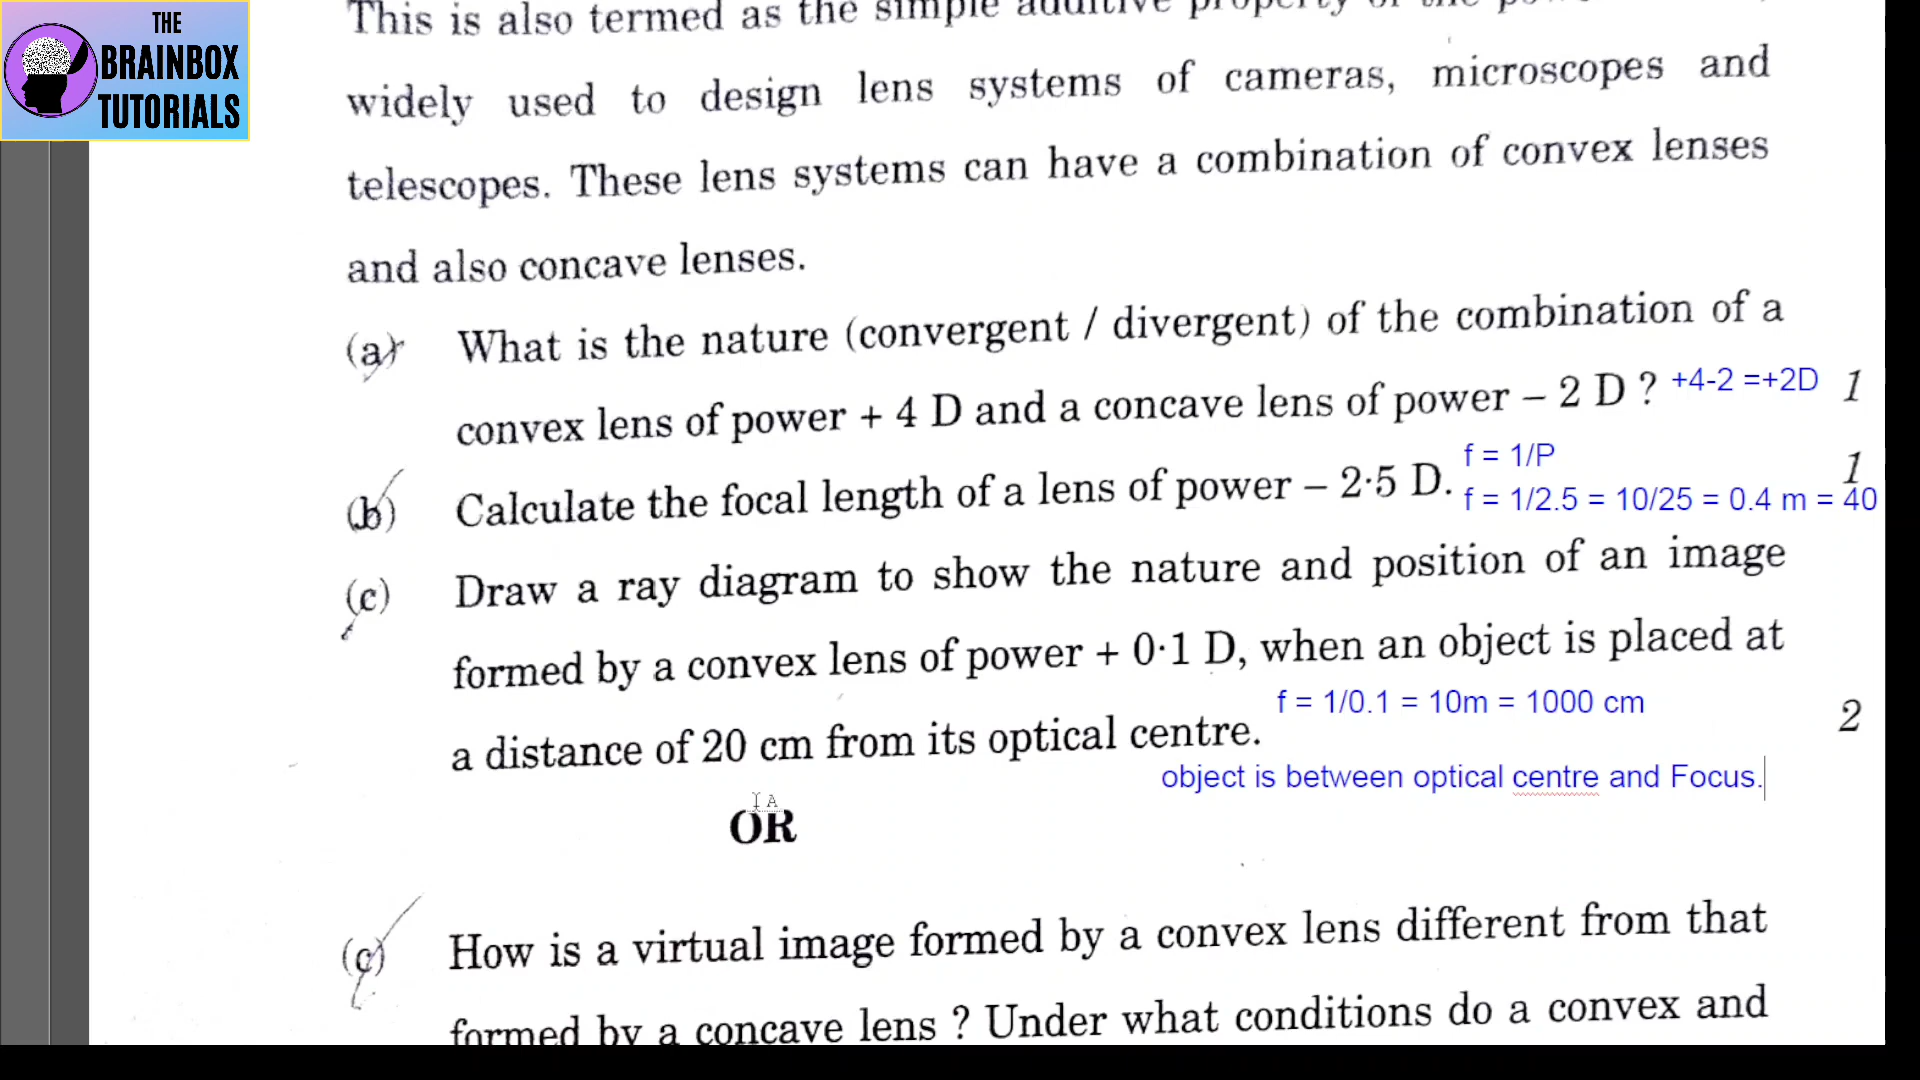 THE
BRAINBOX
TUTORIALS
This is also termed as the simple additive property of the
widely used to design lens systems of cameras, microscopes and
telescopes. These lens systems can have a combination of convex lenses
and also concave lenses.
(a) What is the nature (convergent / divergent) of the combination of a
convex lens of power + 4 D and a concave lens of power – 2 D ? +4-2 =+2D 1
f = 1/P
(b) Calculate the focal length of a lens of power – 2·5 D. 1
f = 1/2.5 = 10/25 = 0.4 m = 40
(c) Draw a ray diagram to show the nature and position of an image
formed by a convex lens of power + 0·1 D, when an object is placed at
f = 1/0.1 = 10m = 1000 cm
a distance of 20 cm from its optical centre. 2
object is between optical centre and Focus.
A
OR
(c) How is a virtual image formed by a convex lens different from that
formed by a concave lens ? Under what conditions do a convex and